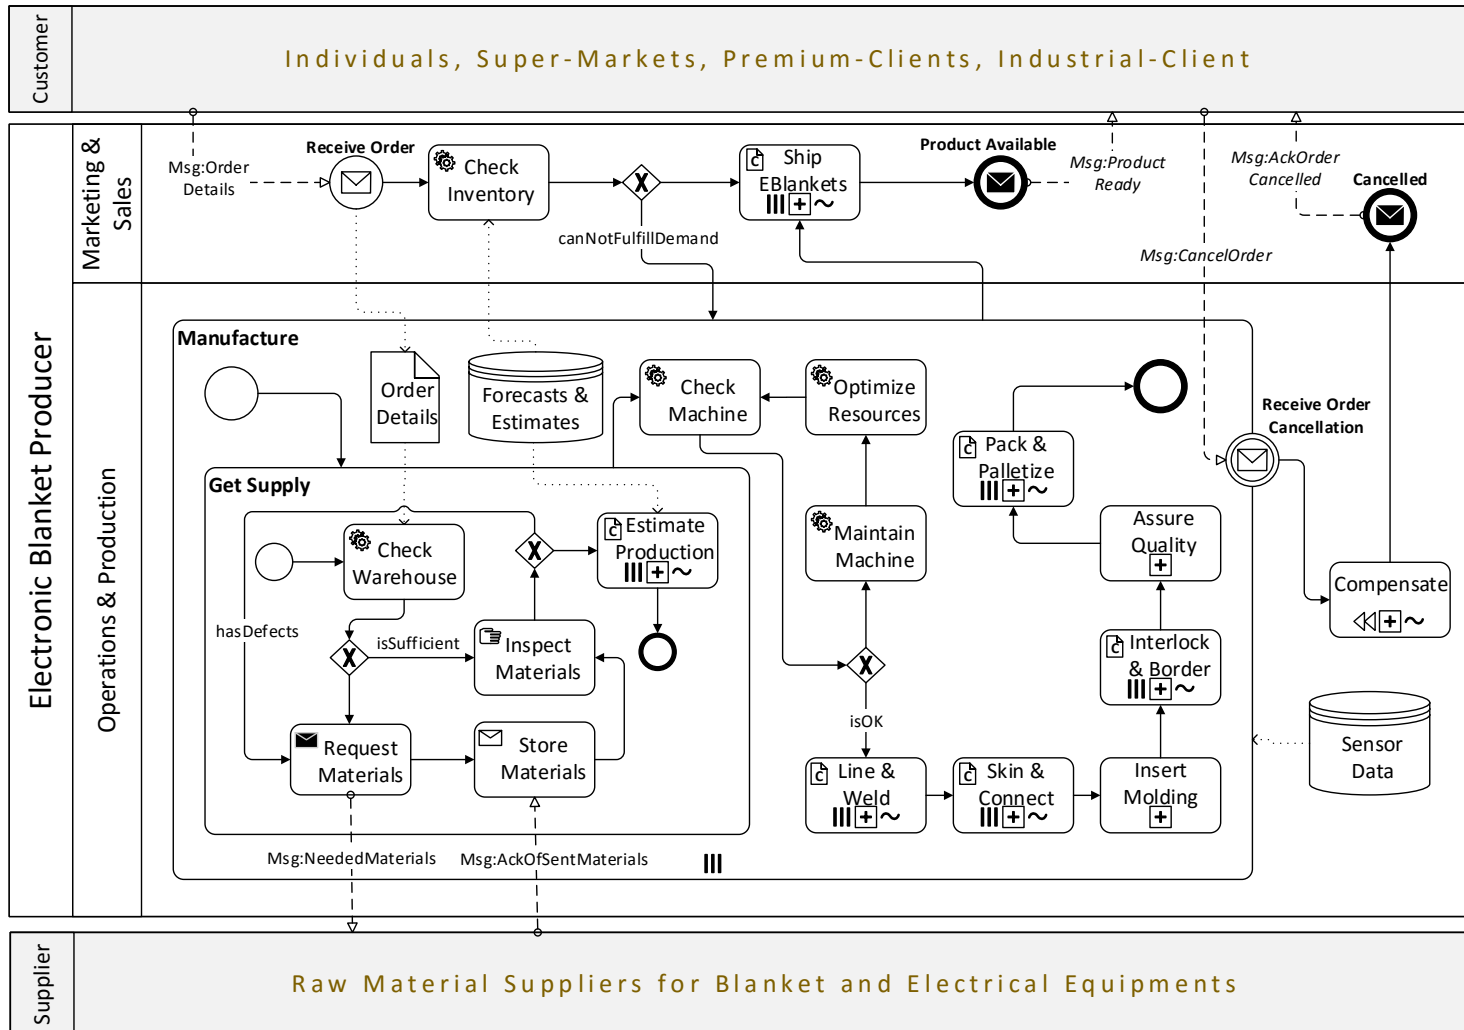 Customer
Individuals, Super-Markets, Premium-Clients, Industrial-Client
Electronic Blanket Producer
Marketing &
Sales
Msg:Order
Details
Receive Order
Check
Inventory
X
canNotFulfillDemand
C
Ship
EBlankets
Product Available
Msg:Product
Ready
Msg:CancelOrder
Msg:AckOrder
Cancelled
Cancelled
Operations & Production
Manufacture
Order
Details
Forecasts &
Estimates
Check
Machine
Optimize
Resources
C
Pack &
Palletize
Receive Order
Cancellation
Get Supply
Check
Warehouse
X
C
Estimate
Production
Maintain
Machine
Assure
Quality
Compensate
hasDefects
X
isSufficient
Inspect
Materials
X
isOK
C
Interlock
& Border
Request
Materials
Store
Materials
C
Line &
Weld
C
Skin &
Connect
Insert
Molding
Sensor
Data
Msg:NeededMaterials
Msg:AckOfSentMaterials
Supplier
Raw Material Suppliers for Blanket and Electrical Equipments